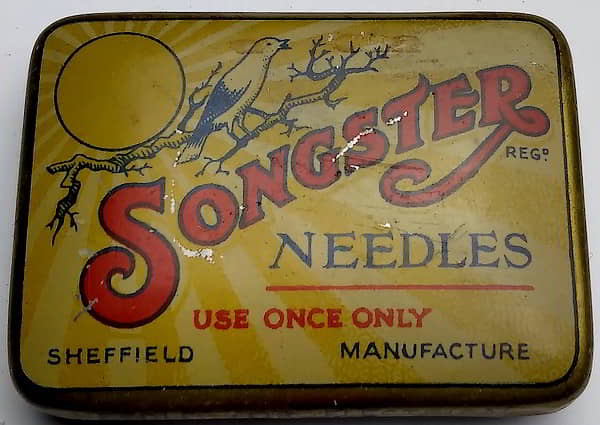 SONGSTER
REGD
NEEDLES
USE ONCE ONLY
SHEFFIELD MANUFACTURE